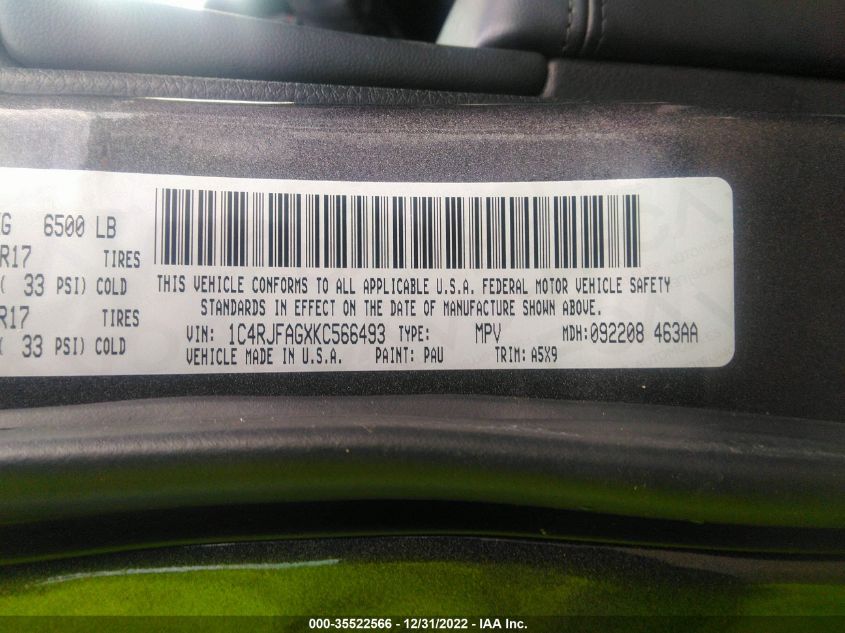 KG 6500 LB
R17 TIRES
( 33 PSI) COLD
R17 TIRES
( 33 PSI) COLD
THIS VEHICLE CONFORMS TO ALL APPLICABLE U.S.A. FEDERAL MOTOR VEHICLE SAFETY
STANDARDS IN EFFECT ON THE DATE OF MANUFACTURE SHOWN ABOVE.
VIN: 1C4RJFAGXKC566493 TYPE: MPV MDH:092208 463AA
VEHICLE MADE IN U.S.A. PAINT: PAU TRIM: A5X9
000-35522566 - 12/31/2022 - IAA Inc.